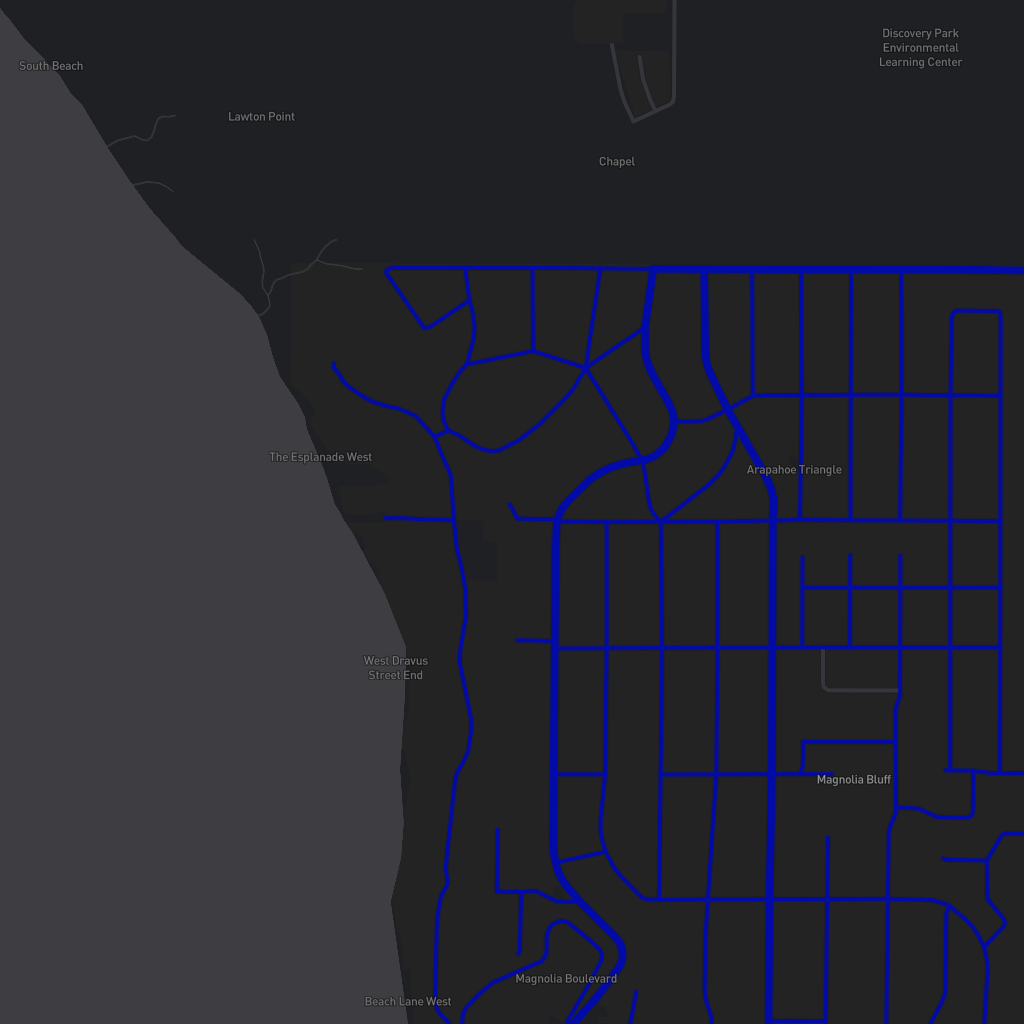 Discovery Park
Environmental
Learning Center
South Beach
Lawton Point
Chapel
The Esplanade West
Arapahoe Triangle
West Dravus
Street End
Magnolia Bluff
Magnolia Boulevard
Beach Lane West